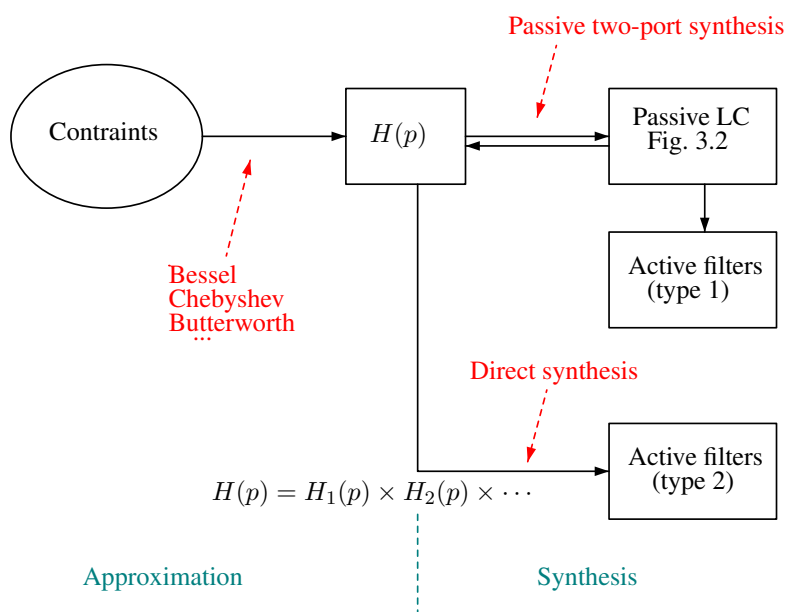 Passive two-port synthesis
Contraints
H(p)
Passive LC
Fig. 3.2
Active filters
(type 1)
Bessel
Chebyshev
Butterworth
...
Direct synthesis
Active filters
(type 2)
H(p) = H₁(p) × H₂(p) × ⋯
Approximation
Synthesis